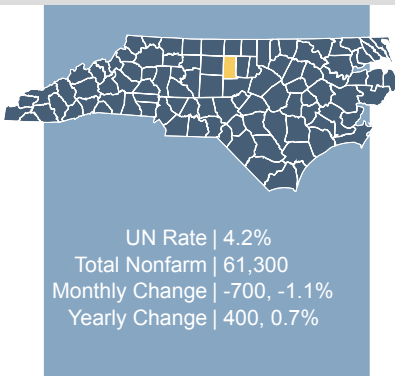 UN Rate | 4.2%
Total Nonfarm | 61,300
Monthly Change | -700, -1.1%
Yearly Change | 400, 0.7%